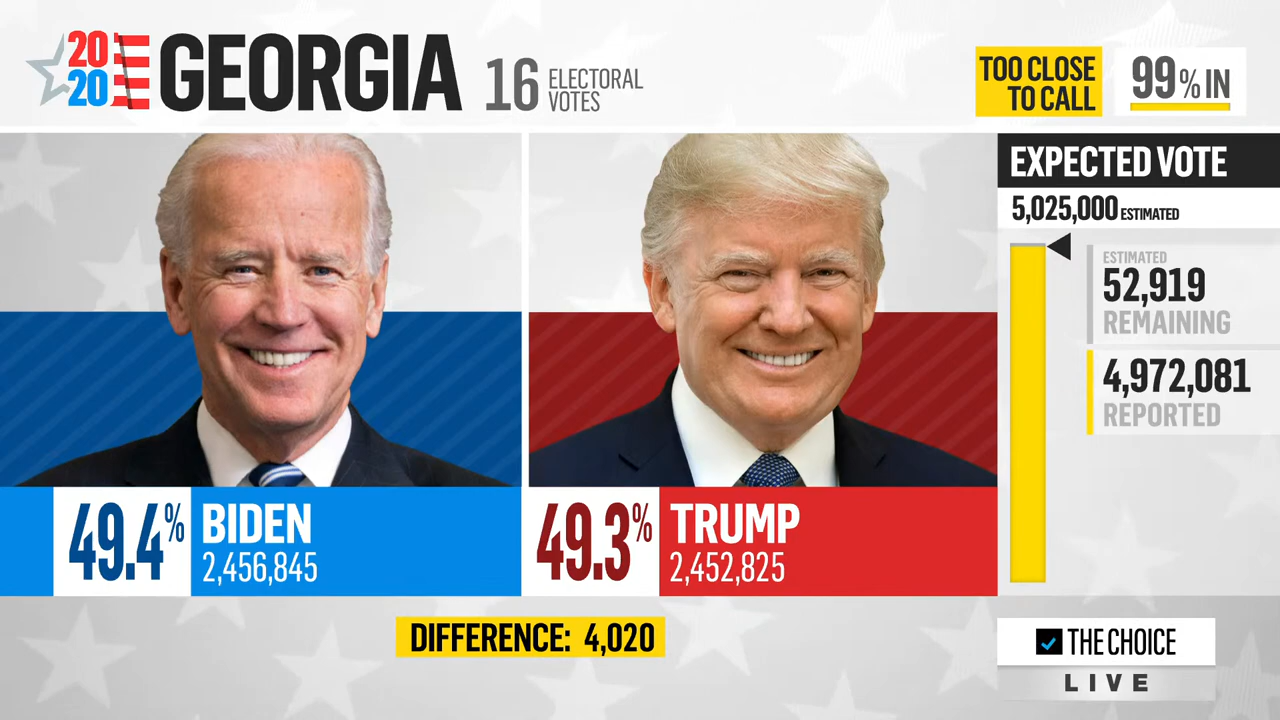 20
20
GEORGIA
16
ELECTORAL
VOTES
TOO CLOSE
TO CALL
99% IN
EXPECTED VOTE
5,025,000 ESTIMATED
ESTIMATED
52,919
REMAINING
4,972,081
REPORTED
49.4%
BIDEN
2,456,845
49.3%
TRUMP
2,452,825
DIFFERENCE: 4,020
THE CHOICE
LIVE